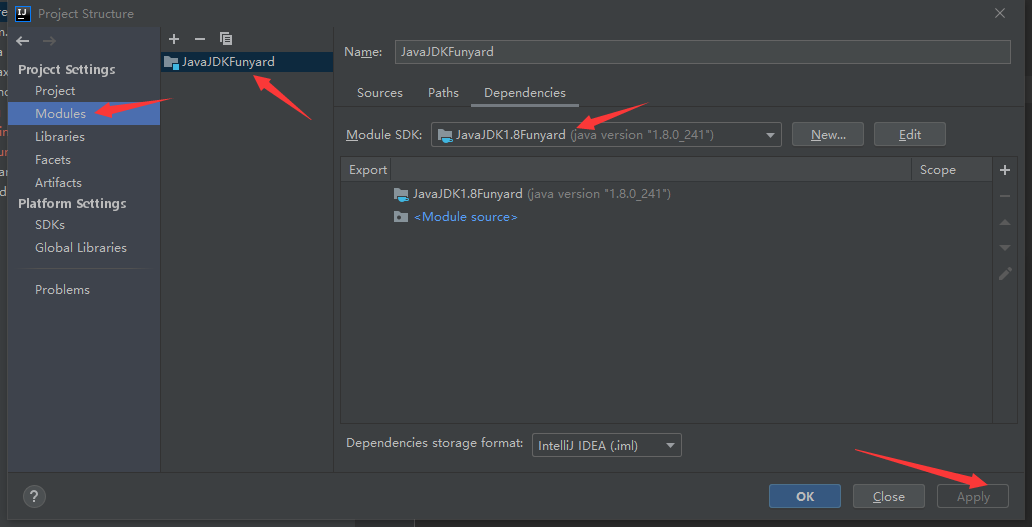 Project Structure
Project Settings
Project
Modules
Libraries
Facets
Artifacts
Platform Settings
SDKs
Global Libraries
Problems
JavaJDKFunyard
Name: JavaJDKFunyard
Sources Paths Dependencies
Module SDK: JavaJDK1.8Funyard (java version "1.8.0_241") New... Edit
Export Scope
JavaJDK1.8Funyard (java version "1.8.0_241")
<Module source>
Dependencies storage format: IntelliJ IDEA (.iml)
? OK Close Apply